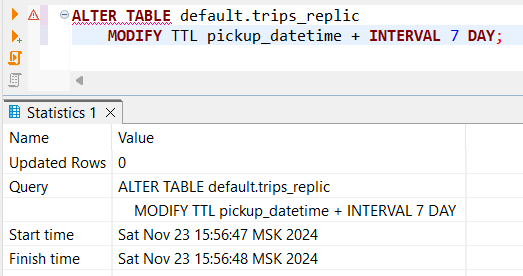 ALTER TABLE default.trips_replic
MODIFY TTL pickup_datetime + INTERVAL 7 DAY;
Statistics 1
Name Value
Updated Rows 0
Query ALTER TABLE default.trips_replic
MODIFY TTL pickup_datetime + INTERVAL 7 DAY
Start time Sat Nov 23 15:56:47 MSK 2024
Finish time Sat Nov 23 15:56:48 MSK 2024